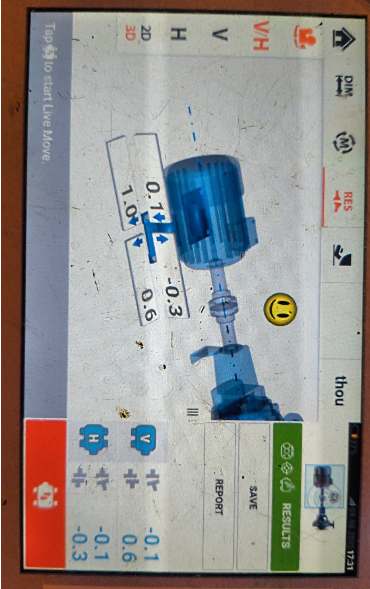 DIM
(M)
RES
thou
17:31
V/H
V
H
2D
3D
0.1
-0.3
1.0
0.6
RESULTS
SAVE
REPORT
V
-0.1
0.6
H
-0.1
-0.3
Tap to start Live Move.